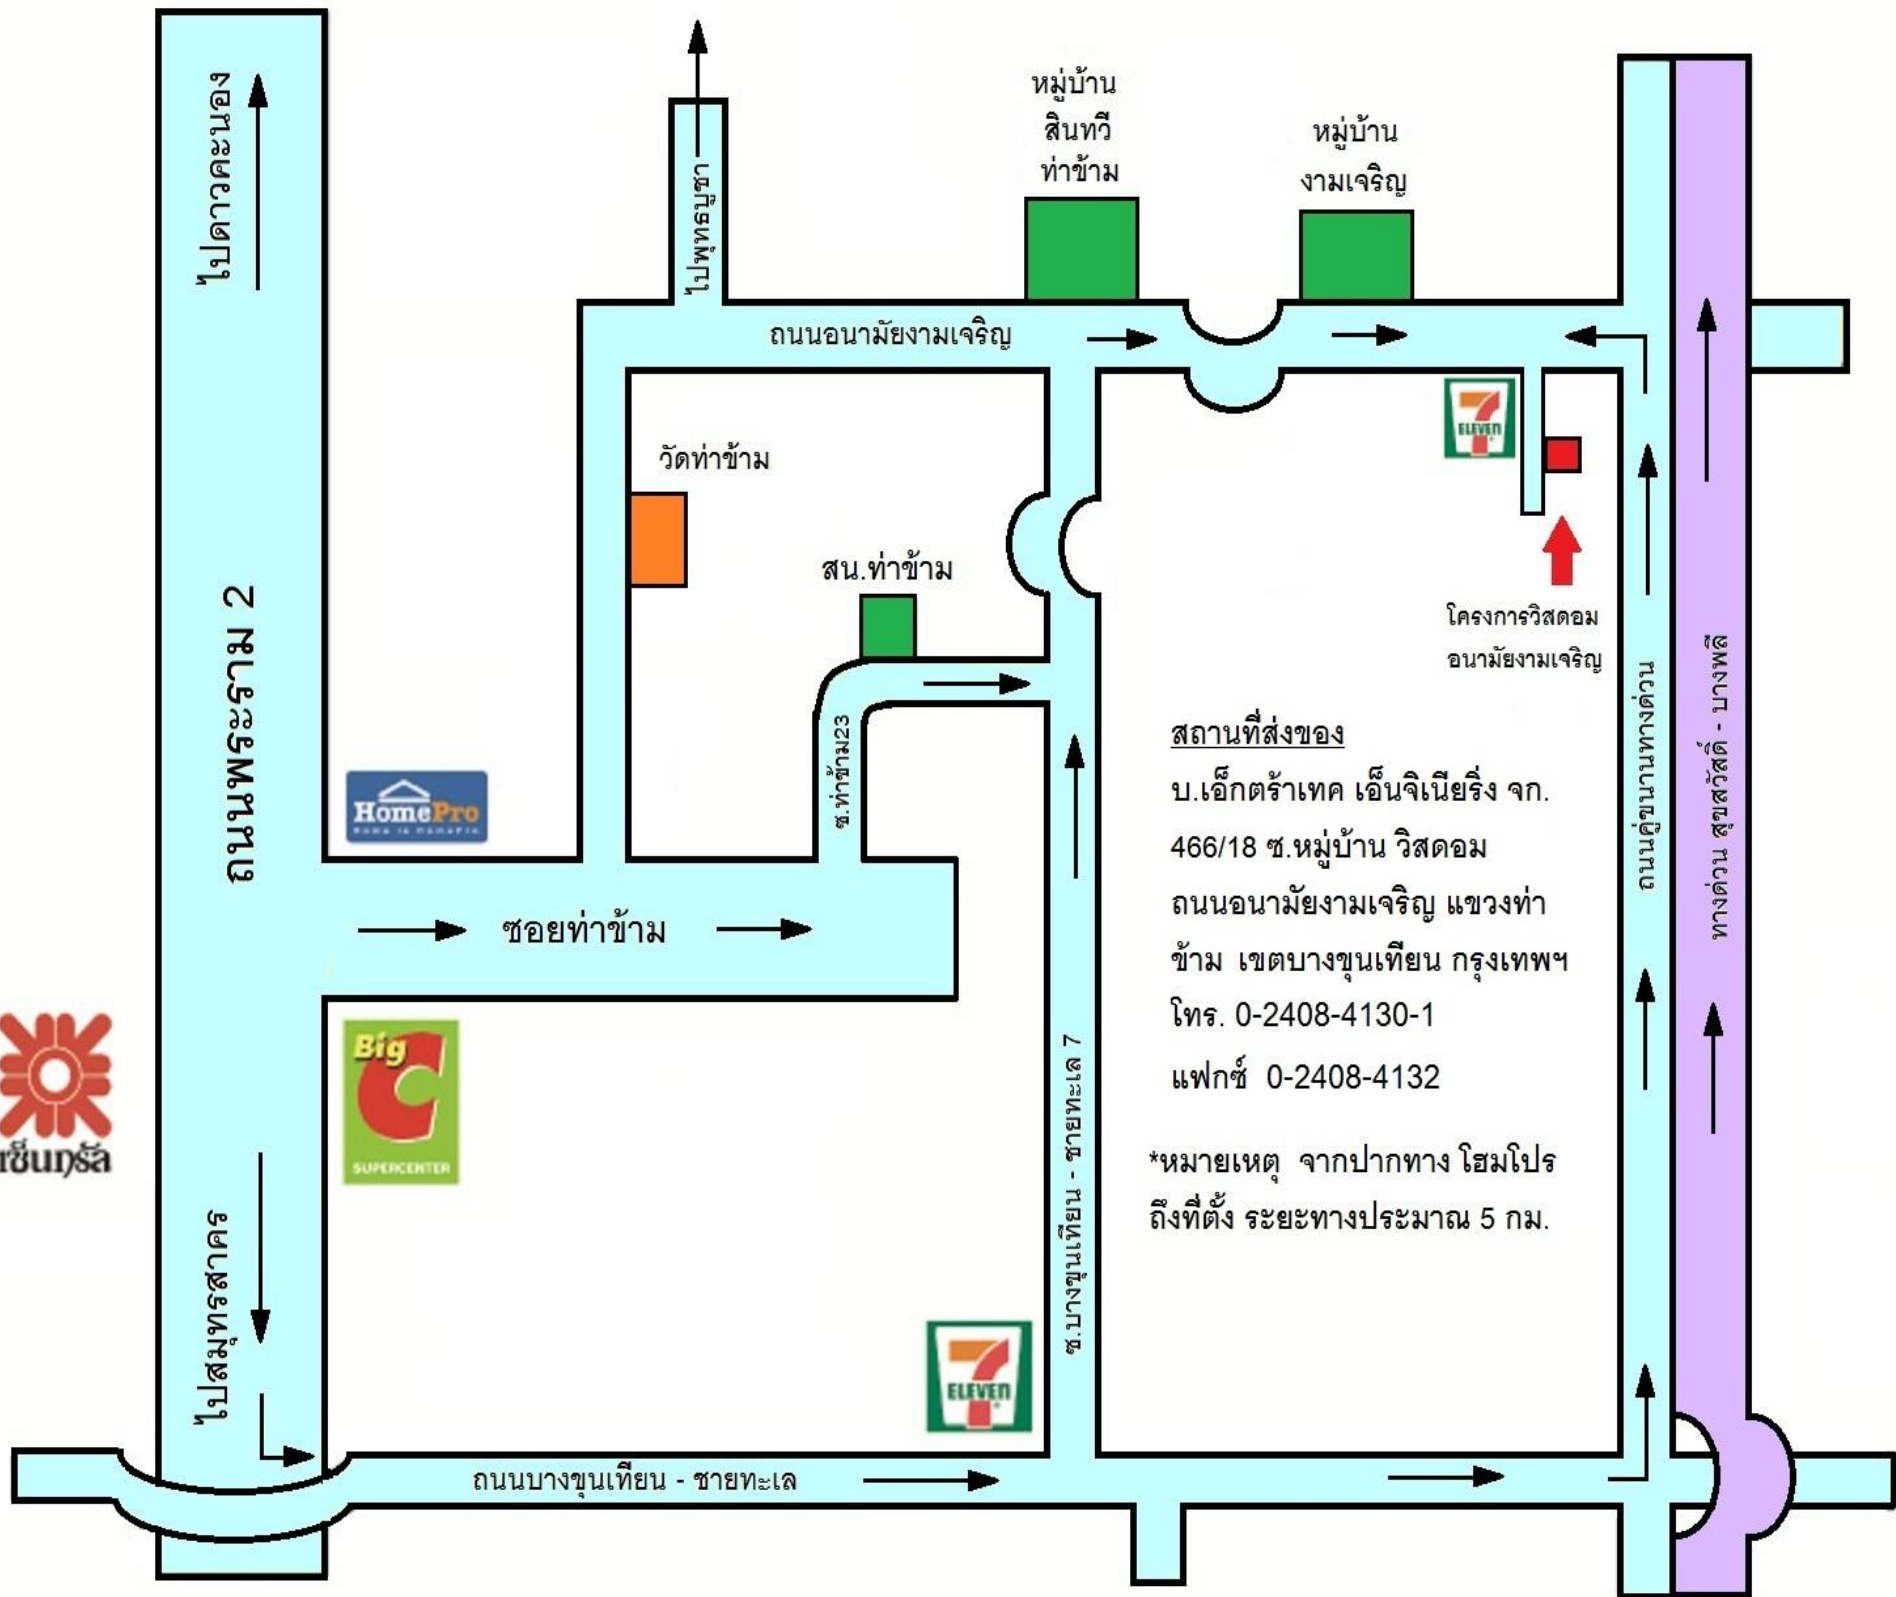 ไปดาวคะนอง
ถนนพระราม 2
ไปสมุทรสาคร
ไปพุทธบูชา
หมู่บ้าน
สินทวี
ท่าข้าม
หมู่บ้าน
งามเจริญ
ถนนอนามัยงามเจริญ
7
ELEVEN
วัดท่าข้าม
สน.ท่าข้าม
โครงการวิสดอม
อนามัยงามเจริญ
ซ.ท่าข้าม23
HomePro
ซอยท่าข้าม
เซ็นทรัล
Big
C
SUPERCENTER
สถานที่ส่งของ
บ.เอ็กตร้าเทค เอ็นจิเนียริ่ง จก.
466/18 ซ.หมู่บ้าน วิสดอม
ถนนอนามัยงามเจริญ แขวงท่า
ข้าม เขตบางขุนเทียน กรุงเทพฯ
โทร. 0-2408-4130-1
แฟกซ์ 0-2408-4132
*หมายเหตุ จากปากทาง โฮมโปร
ถึงที่ตั้ง ระยะทางประมาณ 5 กม.
ซ.บางขุนเทียน - ชายทะเล 7
7
ELEVEN
ถนนบางขุนเทียน - ชายทะเล
ถนนคู่ขนานทางด่วน
ทางด่วน สุขสวัสดิ์ - บางพลี